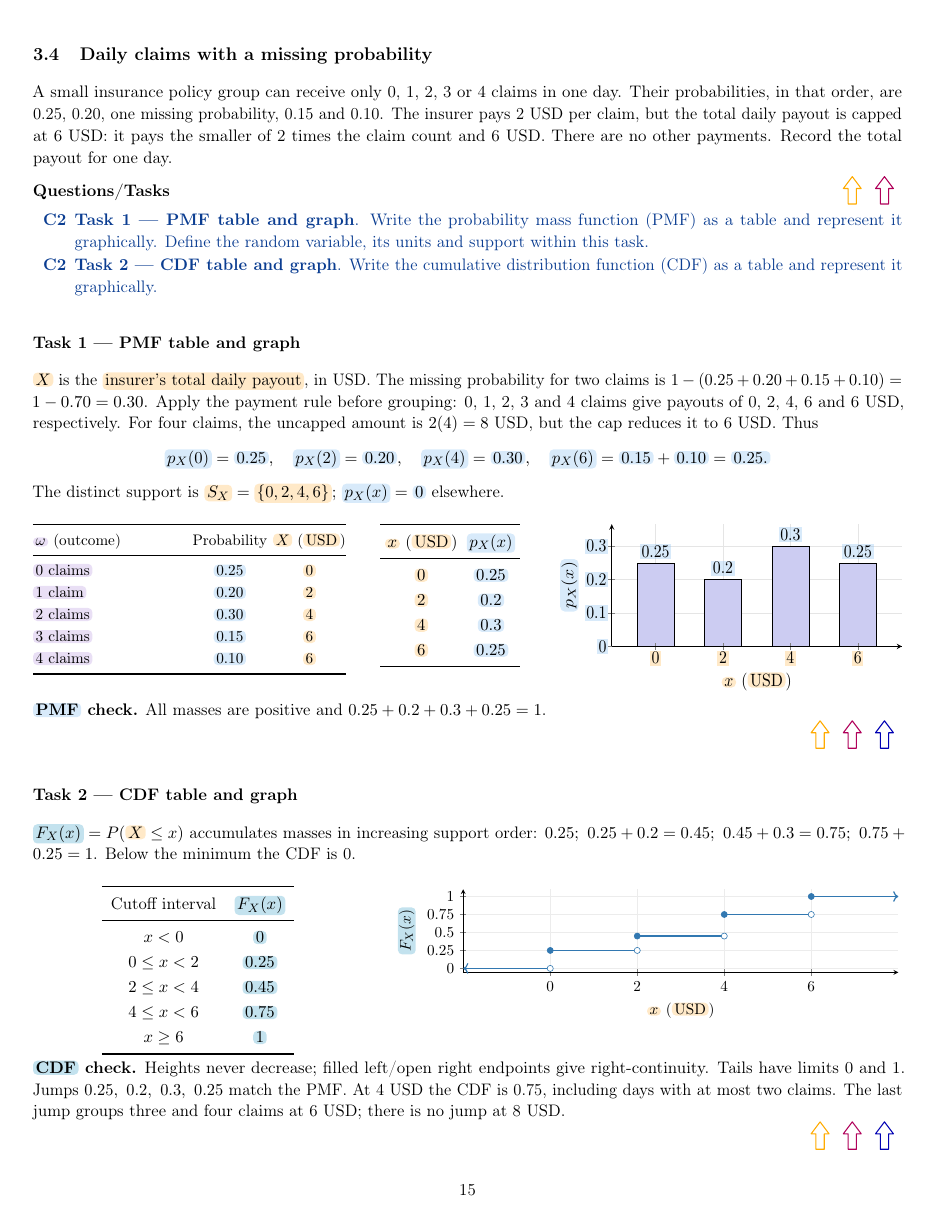 3.4 Daily claims with a missing probability
A small insurance policy group can receive only 0, 1, 2, 3 or 4 claims in one day. Their probabilities, in that order, are
0.25, 0.20, one missing probability, 0.15 and 0.10. The insurer pays 2 USD per claim, but the total daily payout is capped
at 6 USD: it pays the smaller of 2 times the claim count and 6 USD. There are no other payments. Record the total
payout for one day.
Questions/Tasks
C2 Task 1 — PMF table and graph. Write the probability mass function (PMF) as a table and represent it
graphically. Define the random variable, its units and support within this task.
C2 Task 2 — CDF table and graph. Write the cumulative distribution function (CDF) as a table and represent it
graphically.
Task 1 — PMF table and graph
X is the insurer's total daily payout, in USD. The missing probability for two claims is 1 − (0.25 + 0.20 + 0.15 + 0.10) =
1 − 0.70 = 0.30. Apply the payment rule before grouping: 0, 1, 2, 3 and 4 claims give payouts of 0, 2, 4, 6 and 6 USD,
respectively. For four claims, the uncapped amount is 2(4) = 8 USD, but the cap reduces it to 6 USD. Thus
p_X(0) = 0.25, p_X(2) = 0.20, p_X(4) = 0.30, p_X(6) = 0.15 + 0.10 = 0.25.
The distinct support is S_X = {0, 2, 4, 6}; p_X(x) = 0 elsewhere.
ω (outcome) Probability X (USD)
0 claims 0.25 0
1 claim 0.20 2
2 claims 0.30 4
3 claims 0.15 6
4 claims 0.10 6
x (USD) p_X(x)
0 0.25
2 0.2
4 0.3
6 0.25
p_X(x)
0.3
0.2
0.1
0
0.25 0.2 0.3 0.25
0 2 4 6
x (USD)
PMF check. All masses are positive and 0.25 + 0.2 + 0.3 + 0.25 = 1.
Task 2 — CDF table and graph
F_X(x) = P(X ≤ x) accumulates masses in increasing support order: 0.25; 0.25 + 0.2 = 0.45; 0.45 + 0.3 = 0.75; 0.75 +
0.25 = 1. Below the minimum the CDF is 0.
Cutoff interval F_X(x)
x < 0 0
0 ≤ x < 2 0.25
2 ≤ x < 4 0.45
4 ≤ x < 6 0.75
x ≥ 6 1
F_X(x)
1
0.75
0.5
0.25
0
0 2 4 6
x (USD)
CDF check. Heights never decrease; filled left/open right endpoints give right-continuity. Tails have limits 0 and 1.
Jumps 0.25, 0.2, 0.3, 0.25 match the PMF. At 4 USD the CDF is 0.75, including days with at most two claims. The last
jump groups three and four claims at 6 USD; there is no jump at 8 USD.
15